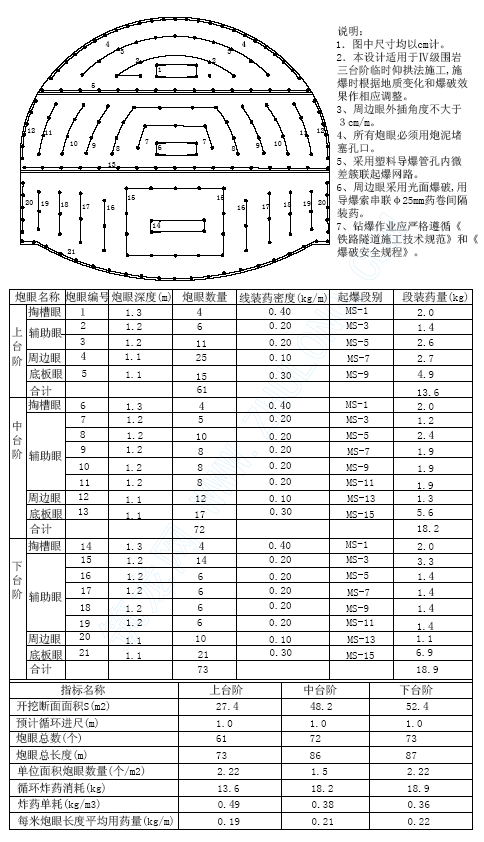 说明:
1. 图中尺寸均以cm计。
2. 本设计适用于Ⅳ级围岩
三台阶临时仰拱法施工,施
爆时根据地质变化和爆破效
果作相应调整。
3、周边眼外插角度不大于
3cm/m。
4、所有炮眼必须用炮泥堵
塞孔口。
5、采用塑料导爆管孔内微
差簇联起爆网路。
6、周边眼采用光面爆破,用
导爆索串联φ25mm药卷间隔
装药。
7、钻爆作业应严格遵循《
铁路隧道施工技术规范》和《
爆破安全规程》。
4 3 2 1 2 3 4
5
12 11 10 9 8 7 6 7 8 9 10 11 12
13
20 19 18 17 16 15 14 15 16 17 18 19 20
21
炮眼名称 炮眼编号 炮眼深度(m) 炮眼数量 线装药密度(kg/m) 起爆段别 段装药量(kg)
上台阶 掏槽眼 1 1.3 4 0.40 MS-1 2.0
辅助眼 2 1.2 6 0.20 MS-3 1.4
3 1.2 11 0.20 MS-5 2.6
周边眼 4 1.1 25 0.10 MS-7 2.7
底板眼 5 1.1 15 0.30 MS-9 4.9
合计 61 13.6
中台阶 掏槽眼 6 1.3 4 0.40 MS-1 2.0
辅助眼 7 1.2 5 0.20 MS-3 1.2
8 1.2 10 0.20 MS-5 2.4
9 1.2 8 0.20 MS-7 1.9
10 1.2 8 0.20 MS-9 1.9
11 1.2 8 0.20 MS-11 1.9
周边眼 12 1.1 12 0.10 MS-13 1.3
底板眼 13 1.1 17 0.30 MS-15 5.6
合计 72 18.2
下台阶 掏槽眼 14 1.3 4 0.40 MS-1 2.0
辅助眼 15 1.2 14 0.20 MS-3 3.3
16 1.2 6 0.20 MS-5 1.4
17 1.2 6 0.20 MS-7 1.4
18 1.2 6 0.20 MS-9 1.4
19 1.2 6 0.20 MS-11 1.4
周边眼 20 1.1 10 0.10 MS-13 1.1
底板眼 21 1.1 21 0.30 MS-15 6.9
合计 73 18.9
指标名称 上台阶 中台阶 下台阶
开挖断面面积S(m2) 27.4 48.2 52.4
预计循环进尺(m) 1.0 1.0 1.0
炮眼总数(个) 61 72 73
炮眼总长度(m) 73 86 87
单位面积炮眼数量(个/m2) 2.22 1.5 2.22
循环炸药消耗(kg) 13.6 18.2 18.9
炸药单耗(kg/m3) 0.49 0.38 0.36
每米炮眼长度平均用药量(kg/m) 0.19 0.21 0.22